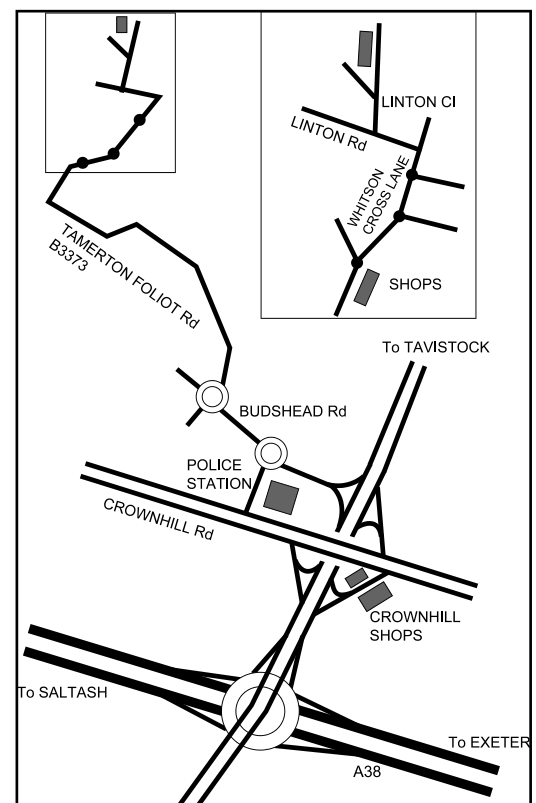 LINTON Cl
LINTON Rd
WHITSON
CROSS LANE
SHOPS
TAMERTON FOLIOT Rd
B3373
To TAVISTOCK
BUDSHEAD Rd
POLICE
STATION
CROWNHILL Rd
CROWNHILL
SHOPS
To SALTASH
To EXETER
A38